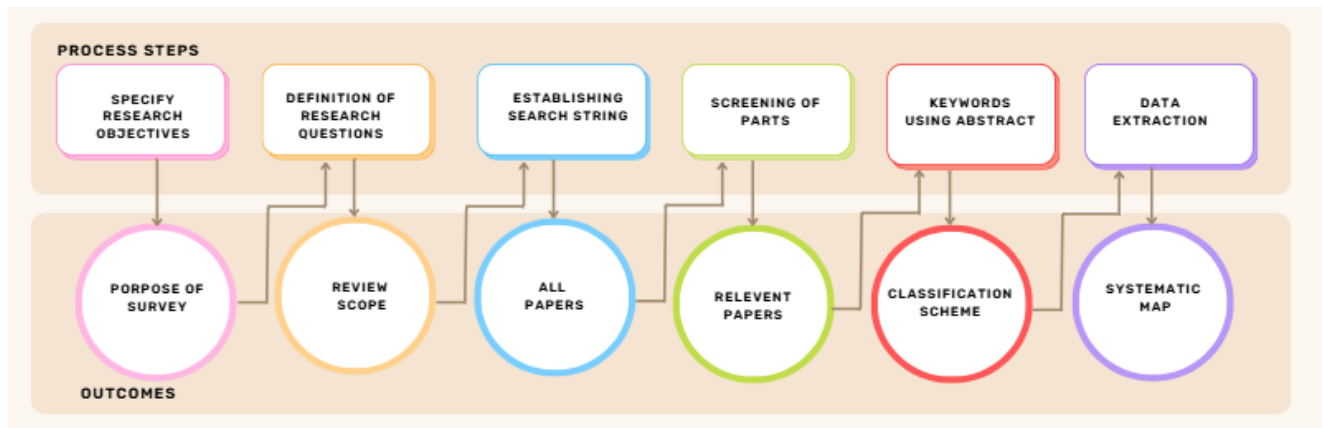 PROCESS STEPS
SPECIFY
RESEARCH
OBJECTIVES
DEFINITION OF
RESEARCH
QUESTIONS
ESTABLISHING
SEARCH STRING
SCREENING OF
PARTS
KEYWORDS
USING ABSTRACT
DATA
EXTRACTION
PORPOSE OF
SURVEY
REVIEW
SCOPE
ALL
PAPERS
RELEVENT
PAPERS
CLASSIFICATION
SCHEME
SYSTEMATIC
MAP
OUTCOMES